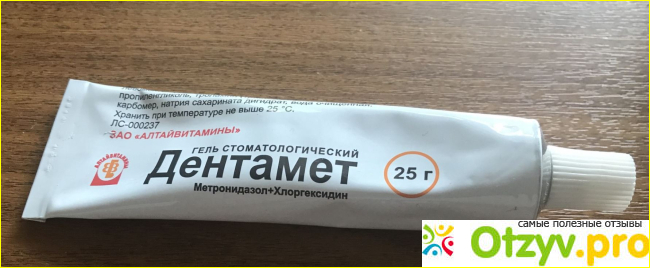 пропиленгликоль,
карбомер, натрия сахарината дигидрат, вода очищенная.
Хранить при температуре не выше 25 °С.
ЛС-000237
ЗАО «АЛТАЙВИТАМИНЫ»
АЛТАЙВИТАМИНЫ
ГЕЛЬ СТОМАТОЛОГИЧЕСКИЙ
Дентамет
25 г
Метронидазол+Хлоргексидин
самые полезные отзывы
Otzyv.pro